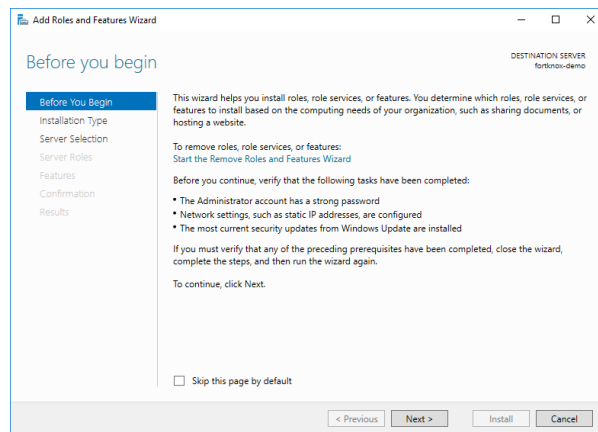 Add Roles and Features Wizard
Before you begin
DESTINATION SERVER
fortknox-demo
Before You Begin
Installation Type
Server Selection
Server Roles
Features
Confirmation
Results
This wizard helps you install roles, role services, or features. You determine which roles, role services, or
features to install based on the computing needs of your organization, such as sharing documents, or
hosting a website.
To remove roles, role services, or features:
Start the Remove Roles and Features Wizard
Before you continue, verify that the following tasks have been completed:
• The Administrator account has a strong password
• Network settings, such as static IP addresses, are configured
• The most current security updates from Windows Update are installed
If you must verify that any of the preceding prerequisites have been completed, close the wizard,
complete the steps, and then run the wizard again.
To continue, click Next.
Skip this page by default
< Previous
Next >
Install
Cancel